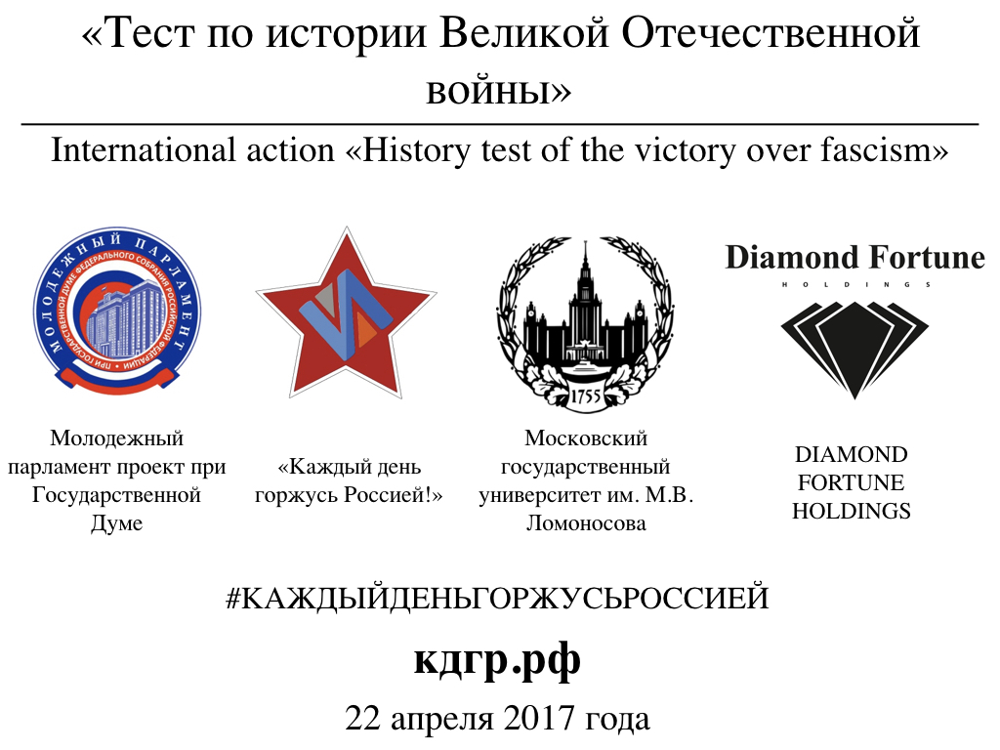 «Тест по истории Великой Отечественной
войны»
International action «History test of the victory over fascism»
МОЛОДЕЖНЫЙ ПАРЛАМЕНТ
ПРИ ГОСУДАРСТВЕННОЙ ДУМЕ ФЕДЕРАЛЬНОГО СОБРАНИЯ РОССИЙСКОЙ ФЕДЕРАЦИИ
1755
Diamond Fortune
HOLDINGS
Молодежный
парламент проект при
Государственной
Думе
«Каждый день
горжусь Россией!»
Московский
государственный
университет им. М.В.
Ломоносова
DIAMOND
FORTUNE
HOLDINGS
#КАЖДЫЙДЕНЬГОРЖУСЬРОССИЕЙ
кдгр.рф
22 апреля 2017 года